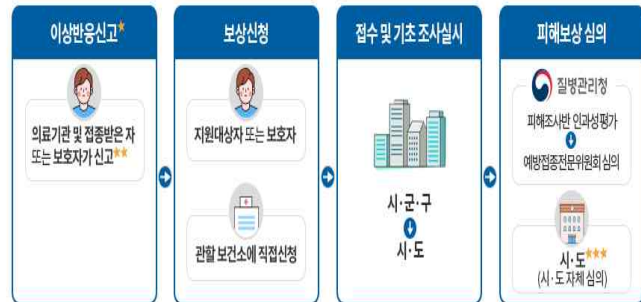 이상반응신고*
의료기관 및 접종받은 자
또는 보호자가 신고**
보상신청
지원대상자 또는 보호자
관할 보건소에 직접신청
접수 및 기초 조사실시
시·군·구
시·도
피해보상 심의
질병관리청
피해조사반 인과성 평가
예방접종전문위원회 심의
시·도***
(시·도 자체 심의)